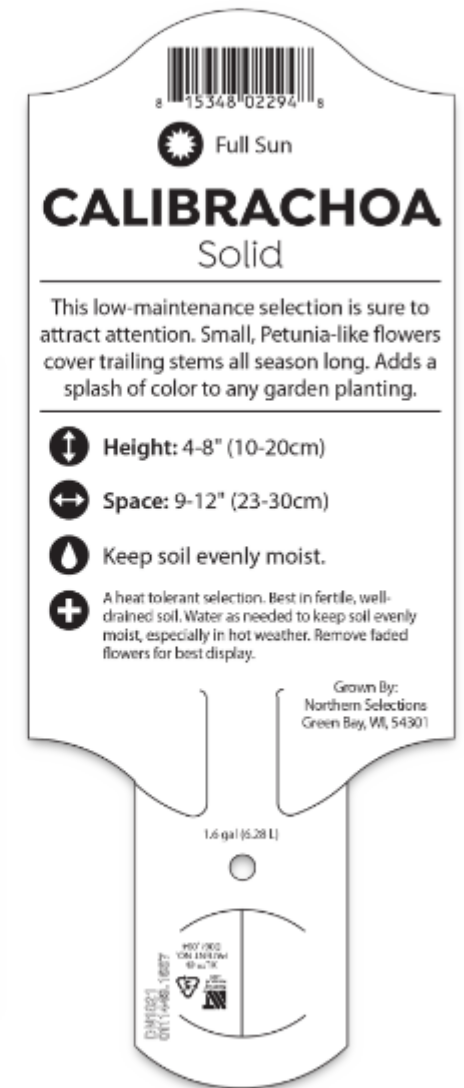 8 15348 02294 8
Full Sun
CALIBRACHOA
Solid
This low-maintenance selection is sure to
attract attention. Small, Petunia-like flowers
cover trailing stems all season long. Adds a
splash of color to any garden planting.
Height: 4-8" (10-20cm)
Space: 9-12" (23-30cm)
Keep soil evenly moist.
A heat tolerant selection. Best in fertile, well-
drained soil. Water as needed to keep soil evenly
moist, especially in hot weather. Remove faded
flowers for best display.
Grown By:
Northern Selections
Green Bay, WI, 54301
1.6 gal (6.28 L)
PATENT NO.